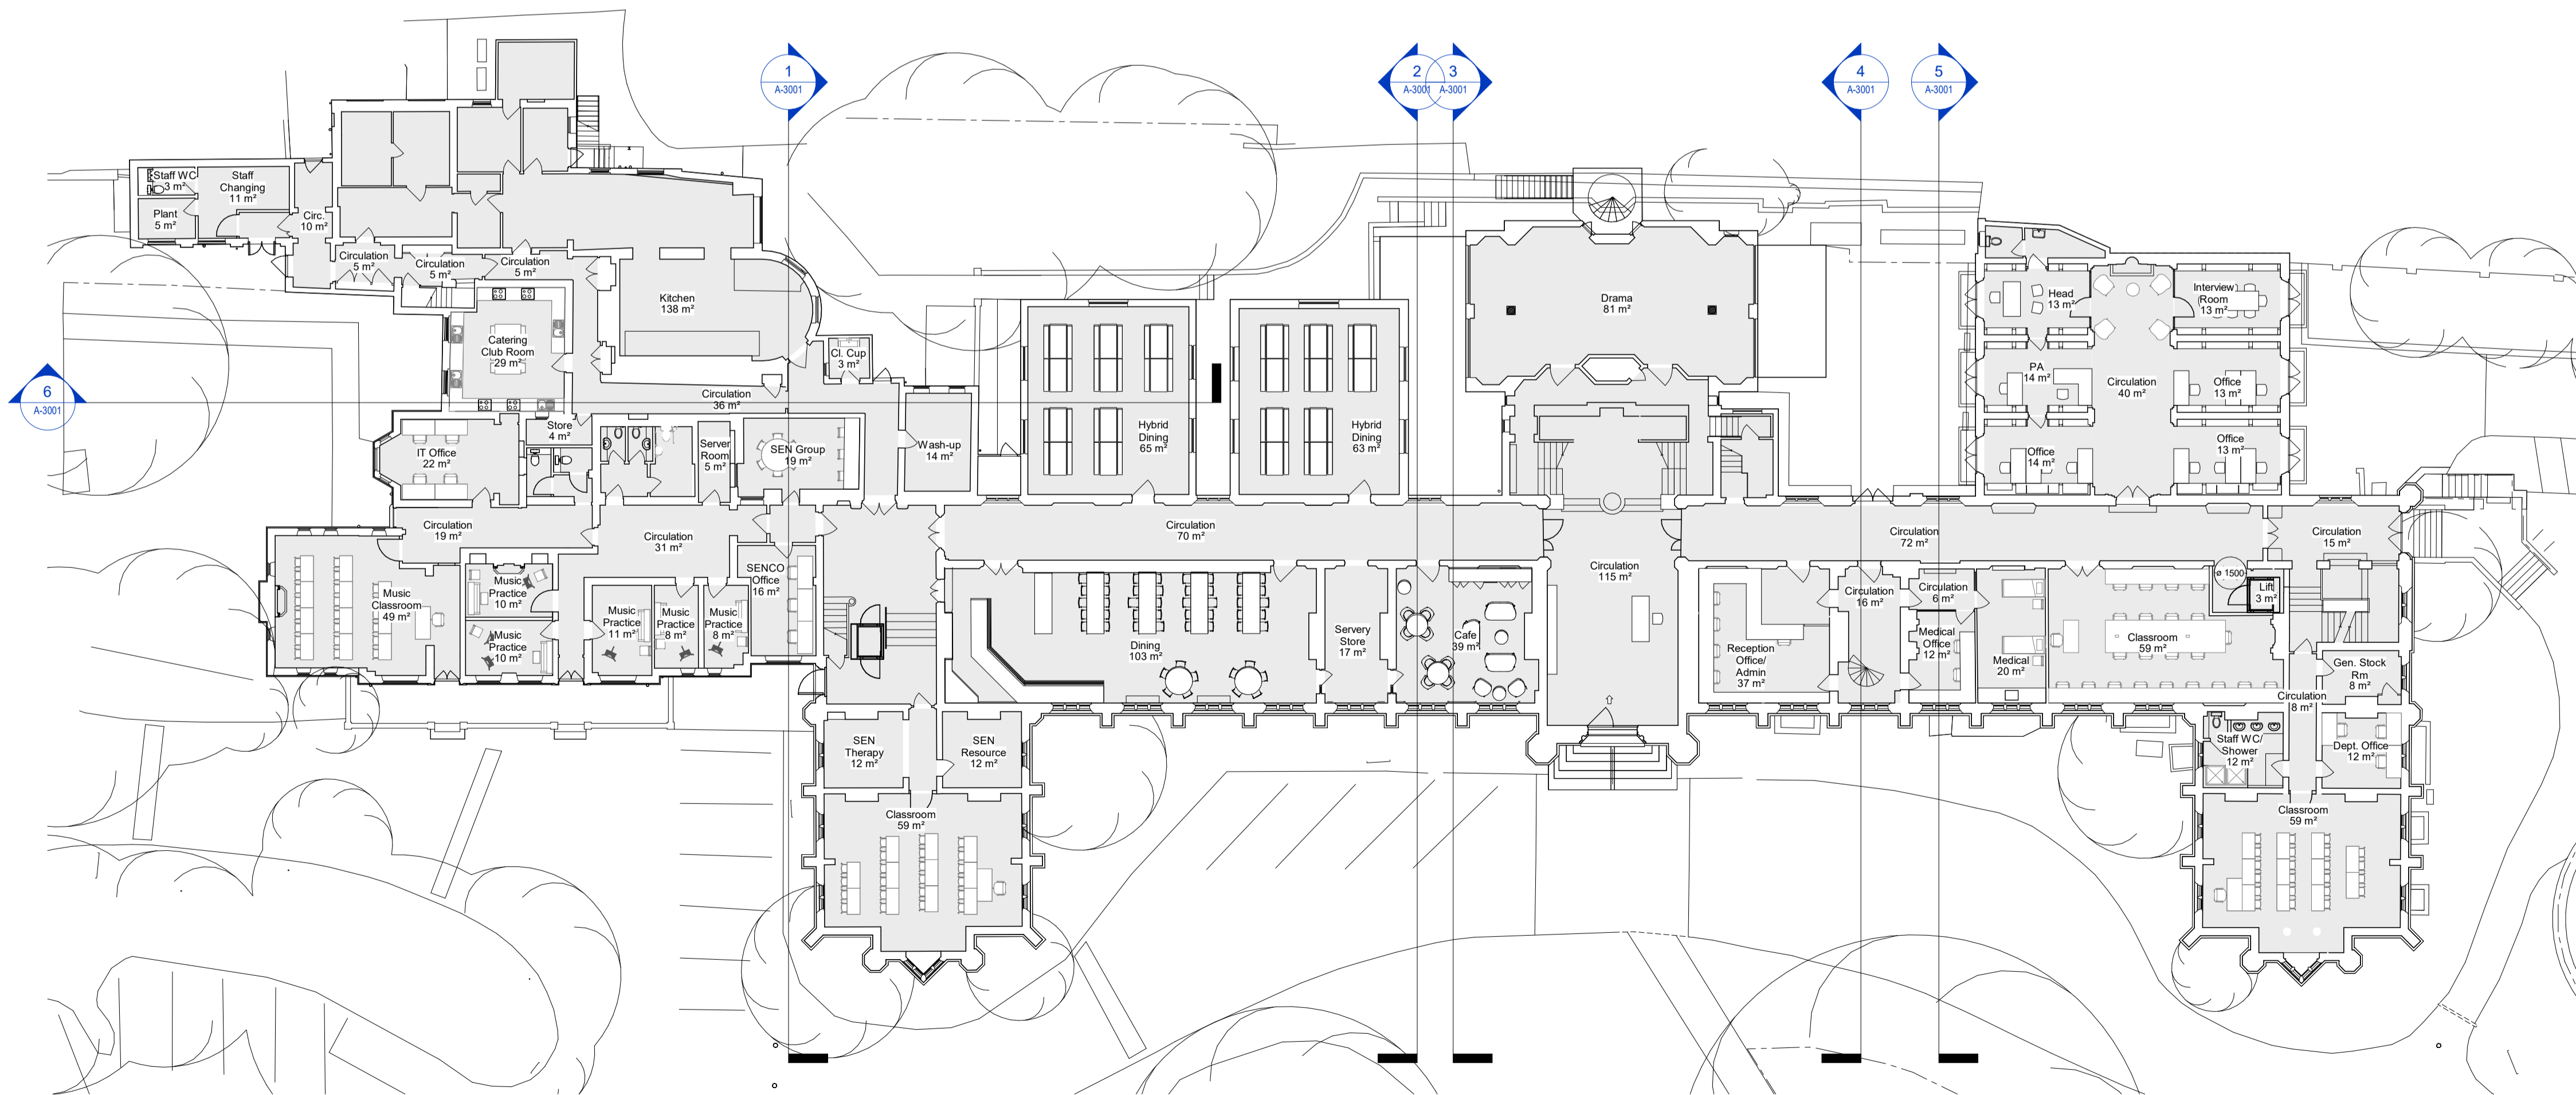 1
A-3001
2
A-3001
3
A-3001
4
A-3001
5
A-3001
6
A-3001
Staff WC
3 m²
Staff
Changing
11 m²
Plant
5 m²
Circ.
10 m²
Circulation
5 m²
Circulation
5 m²
Circulation
5 m²
Kitchen
138 m²
Catering
Club Room
29 m²
Cl. Cup
3 m²
Circulation
36 m²
Store
4 m²
IT Office
22 m²
Server
Room
5 m²
SEN Group
19 m²
Wash-up
14 m²
Hybrid
Dining
65 m²
Hybrid
Dining
63 m²
Drama
81 m²
Head
13 m²
Interview
Room
13 m²
PA
14 m²
Circulation
40 m²
Office
13 m²
Office
14 m²
Office
13 m²
Circulation
19 m²
Circulation
31 m²
Circulation
70 m²
Circulation
72 m²
Circulation
15 m²
Music
Classroom
49 m²
Music
Practice
10 m²
Music
Practice
10 m²
Music
Practice
11 m²
Music
Practice
8 m²
Music
Practice
8 m²
SENCO
Office
16 m²
Dining
103 m²
Servery
Store
17 m²
Cafe
39 m²
Circulation
115 m²
Reception
Office/
Admin
37 m²
Circulation
16 m²
Circulation
6 m²
Medical
Office
12 m²
Medical
20 m²
Classroom
59 m²
ø 1500
Lift
3 m²
Gen. Stock
Rm
8 m²
Circulation
8 m²
Staff WC/
Shower
12 m²
Dept. Office
12 m²
SEN
Therapy
12 m²
SEN
Resource
12 m²
Classroom
59 m²
Classroom
59 m²